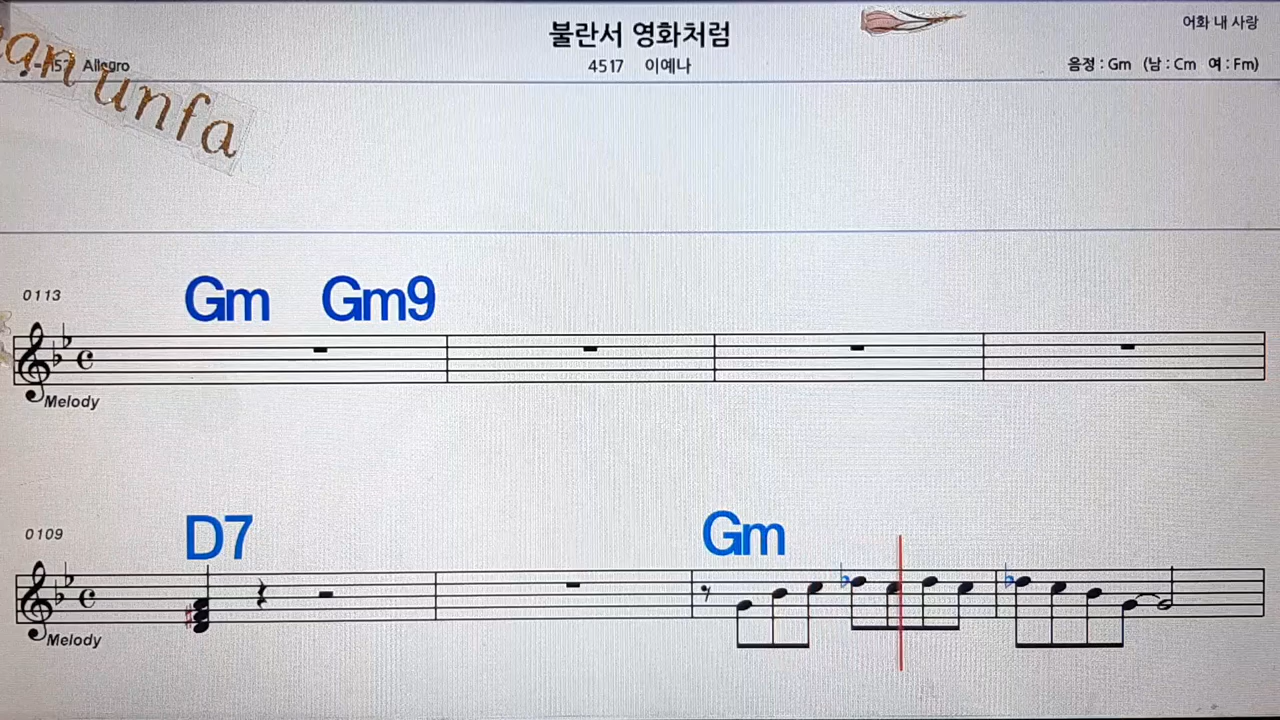 불란서 영화처럼
어화 내 사랑
4517 이예나
Allegro
음정 : Gm (남 : Cm 여 : Fm)
unfa
0113
Gm Gm9
Melody
0109
D7 Gm
Melody